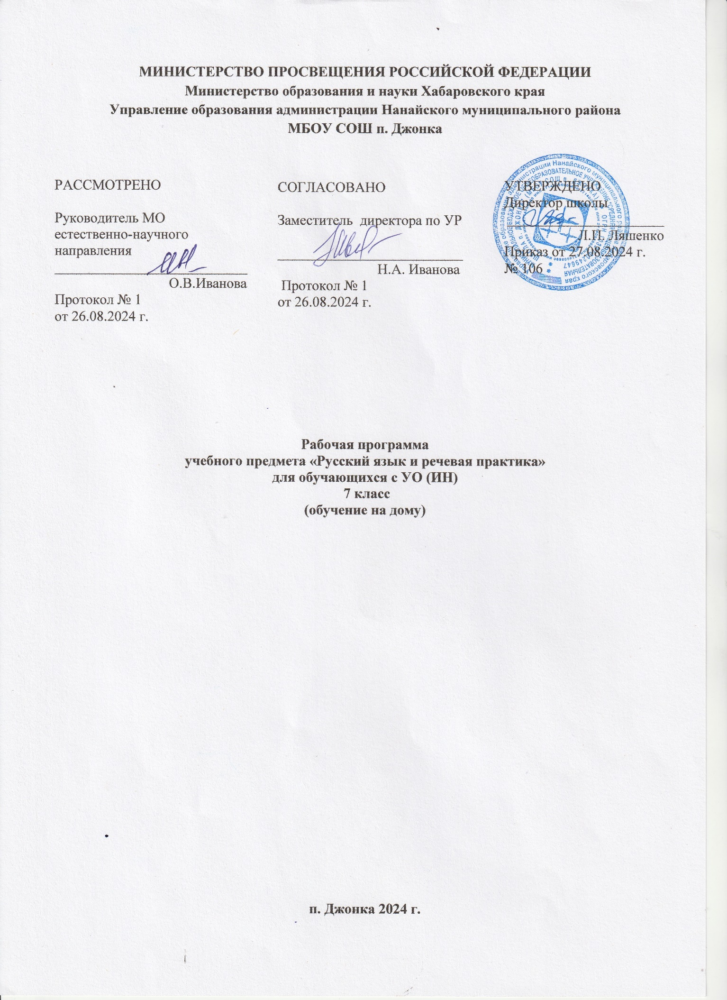 МИНИСТЕРСТВО ПРОСВЕЩЕНИЯ РОССИЙСКОЙ ФЕДЕРАЦИИ
Министерство образования и науки Хабаровского края
Управление образования администрации Нанайского муниципального района
МБОУ СОШ п. Джонка
РАССМОТРЕНО
Руководитель МО
естественно-научного
направления
О.В.Иванова
Протокол № 1
от 26.08.2024 г.
СОГЛАСОВАНО
Заместитель директора по УР
Н.А. Иванова
Протокол № 1
от 26.08.2024 г.
УТВЕРЖДЕНО
Директор школы
Л.П. Ляшенко
Приказ от 27.08.2024 г.
№ 106
Рабочая программа
учебного предмета «Русский язык и речевая практика»
для обучающихся с УО (ИН)
7 класс
(обучение на дому)
п. Джонка 2024 г.